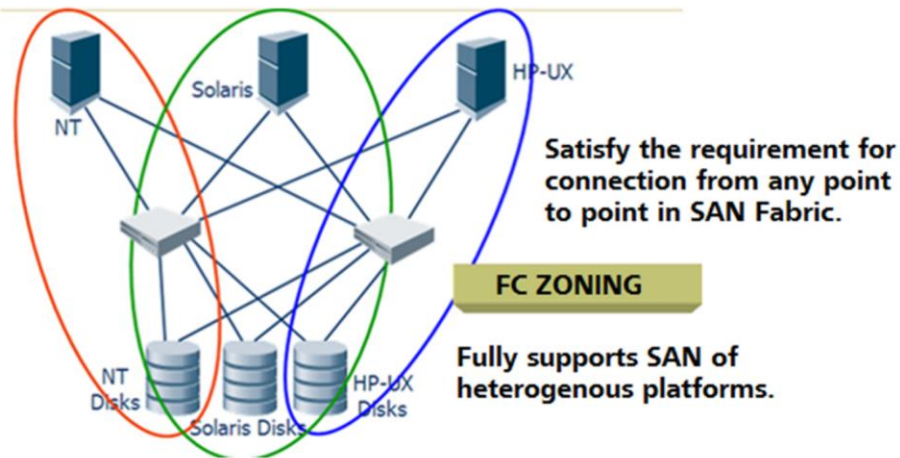 NT
Solaris
HP-UX
Satisfy the requirement for
connection from any point
to point in SAN Fabric.
FC ZONING
Fully supports SAN of
heterogenous platforms.
NT
Disks
Solaris Disks
HP-UX
Disks